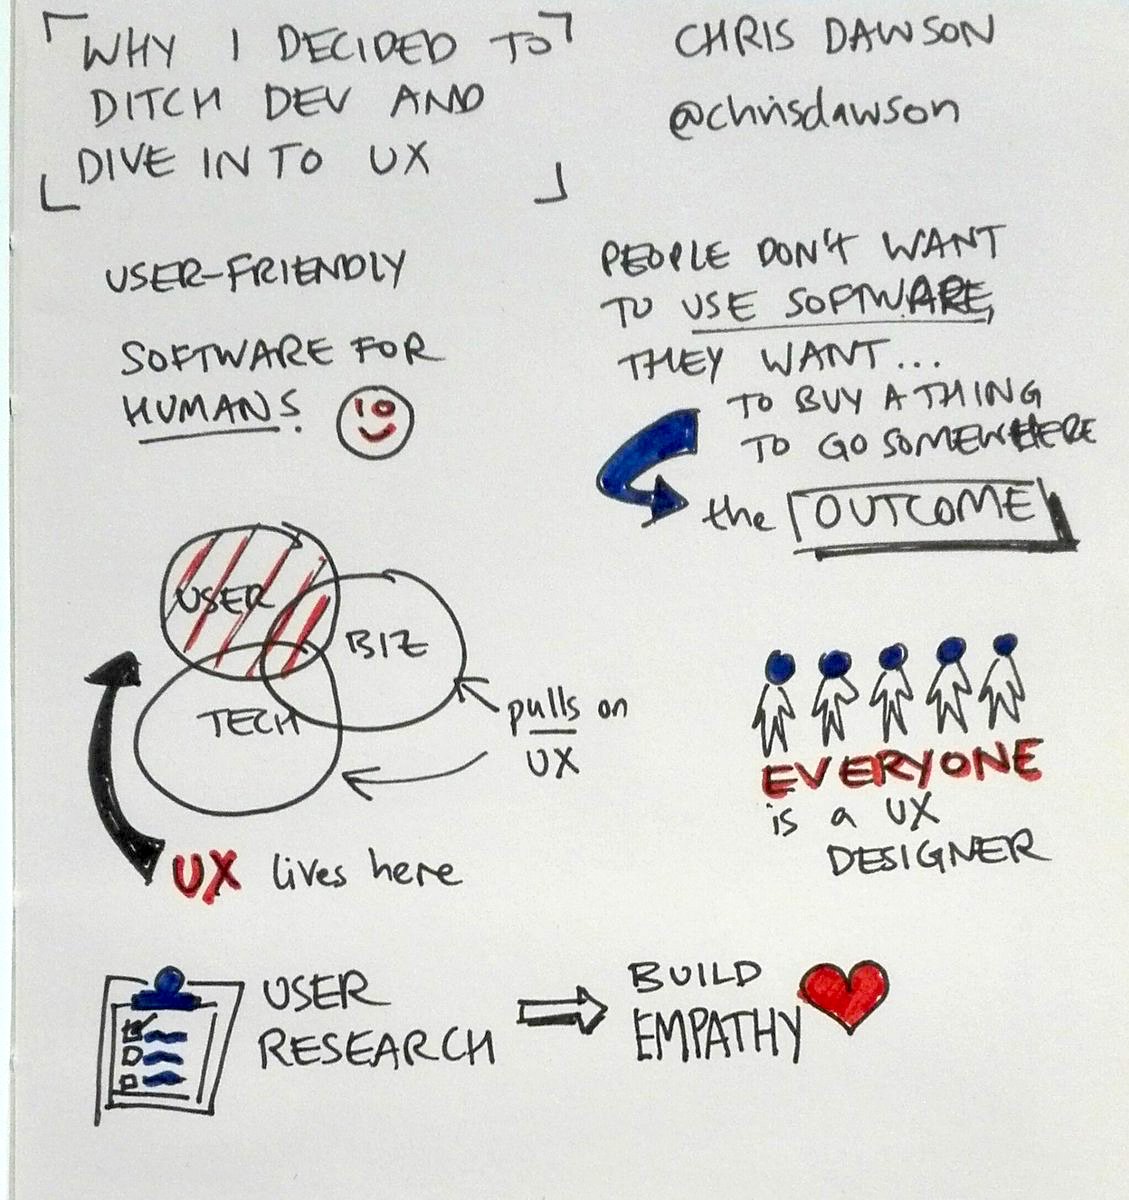 WHY I DECIDED TO
DITCH DEV AND
DIVE IN TO UX
CHRIS DAWSON
@chrisdawson
USER-FRIENDLY
SOFTWARE FOR
HUMANS.
PEOPLE DON'T WANT
TO USE SOFTWARE,
THEY WANT...
TO BUY A THING
TO GO SOMEWHERE
the OUTCOME
USER
BIZ
TECH
pulls on
UX
UX lives here
EVERYONE
is a UX
DESIGNER
USER
RESEARCH
BUILD
EMPATHY